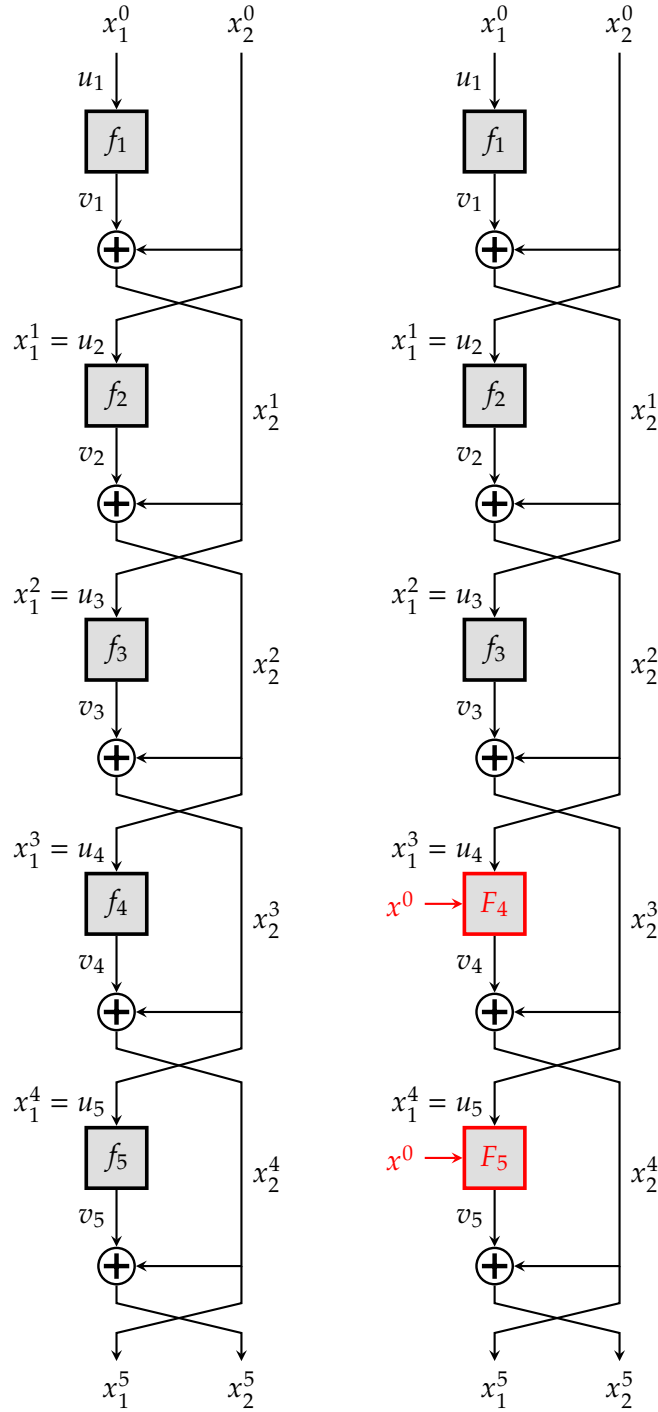 x_1^0 x_2^0 x_1^0 x_2^0
u_1 u_1
f_1 f_1
v_1 v_1
x_1^1 = u_2 x_1^1 = u_2
f_2 x_2^1 f_2 x_2^1
v_2 v_2
x_1^2 = u_3 x_1^2 = u_3
f_3 x_2^2 f_3 x_2^2
v_3 v_3
x_1^3 = u_4 x_1^3 = u_4
f_4 x_2^3 x^0 F_4 x_2^3
v_4 v_4
x_1^4 = u_5 x_1^4 = u_5
f_5 x_2^4 x^0 F_5 x_2^4
v_5 v_5
x_1^5 x_2^5 x_1^5 x_2^5